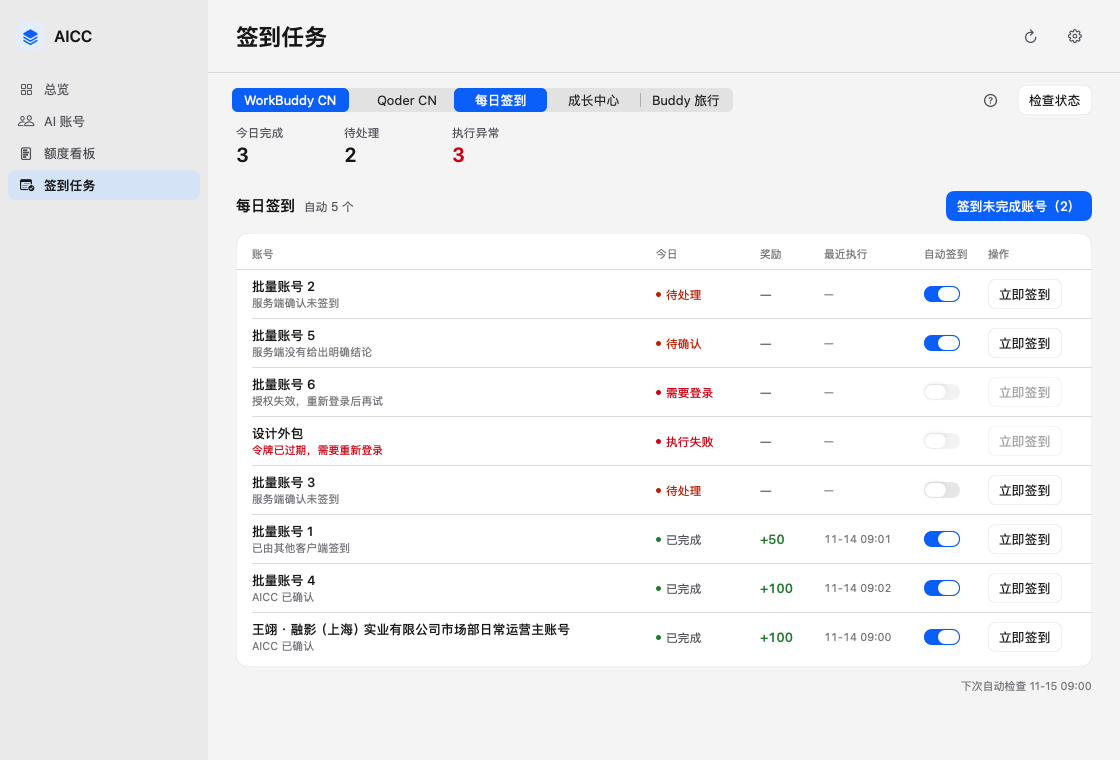 AICC
总览
AI 账号
额度看板
签到任务
签到任务
WorkBuddy CN Qoder CN 每日签到 成长中心 Buddy 旅行 检查状态
今日完成 待处理 执行异常
3 2 3
每日签到 自动 5 个 签到未完成账号（2）
账号 今日 奖励 最近执行 自动签到 操作
批量账号 2
服务端确认未签到
待处理 — — 立即签到
批量账号 5
服务端没有给出明确结论
待确认 — — 立即签到
批量账号 6
授权失效，重新登录后再试
需要登录 — — 立即签到
设计外包
令牌已过期，需要重新登录
执行失败 — — 立即签到
批量账号 3
服务端确认未签到
待处理 — — 立即签到
批量账号 1
已由其他客户端签到
已完成 +50 11-14 09:01 立即签到
批量账号 4
AICC 已确认
已完成 +100 11-14 09:02 立即签到
王翊 · 融影（上海）实业有限公司市场部日常运营主账号
AICC 已确认
已完成 +100 11-14 09:00 立即签到
下次自动检查 11-15 09:00